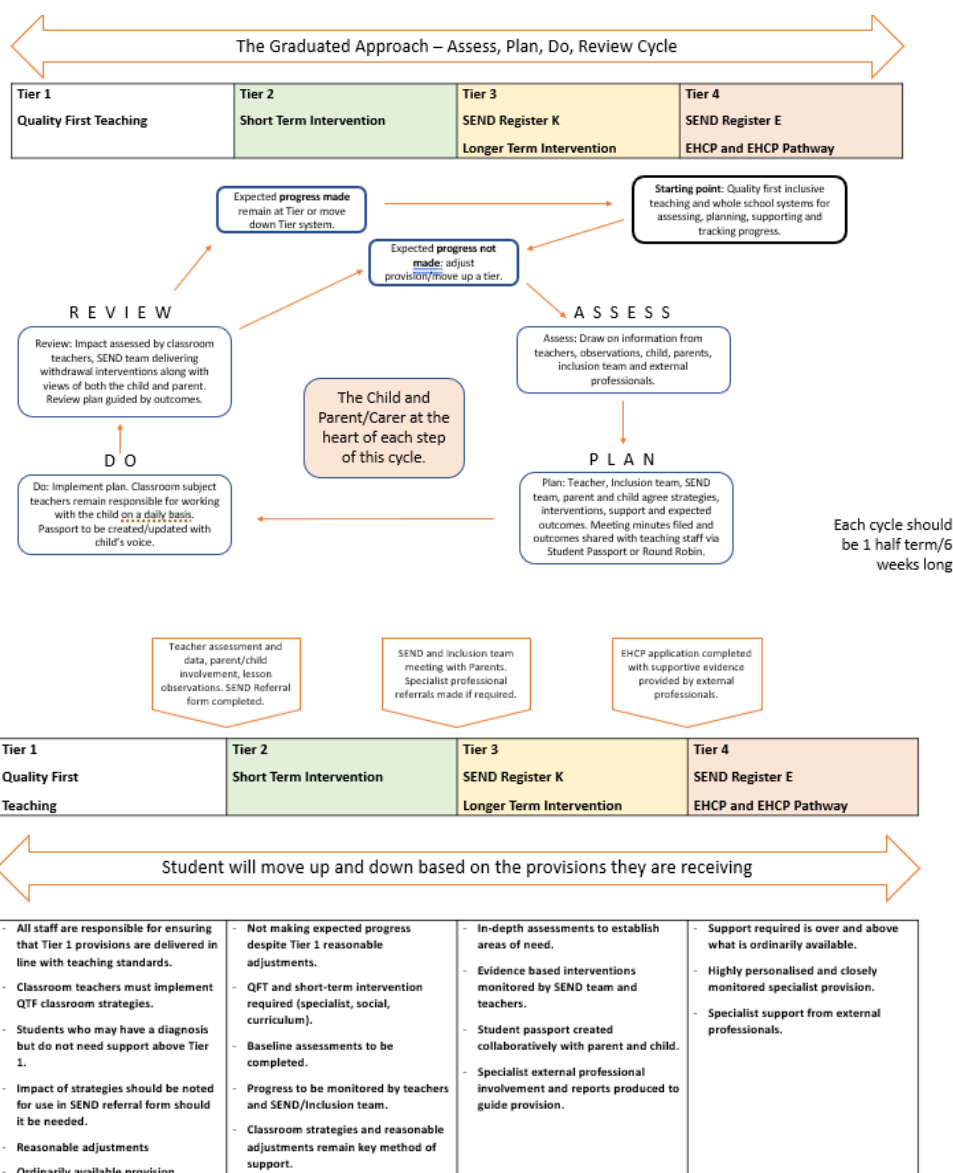 The Graduated Approach – Assess, Plan, Do, Review Cycle
Tier 1
Quality First Teaching
Tier 2
Short Term Intervention
Tier 3
SEND Register K
Longer Term Intervention
Tier 4
SEND Register E
EHCP and EHCP Pathway
Expected progress made
remain at Tier or move
down Tier system.
Starting point: Quality first inclusive
teaching and whole school systems for
assessing, planning, supporting and
tracking progress.
Expected progress not
made: adjust
provision/move up a tier.
REVIEW
Review: Impact assessed by classroom
teachers, SEND team delivering
withdrawal interventions along with
views of both the child and parent.
Review plan guided by outcomes.
ASSESS
Assess: Draw on information from
teachers, observations, child, parents,
inclusion team and external
professionals.
The Child and
Parent/Carer at the
heart of each step
of this cycle.
DO
Do: Implement plan. Classroom subject
teachers remain responsible for working
with the child on a daily basis.
Passport to be created/updated with
child's voice.
PLAN
Plan: Teacher, Inclusion team, SEND
team, parent and child agree strategies,
interventions, support and expected
outcomes. Meeting minutes filed and
outcomes shared with teaching staff via
Student Passport or Round Robin.
Each cycle should
be 1 half term/6
weeks long
Teacher assessment and
data, parent/child
involvement, lesson
observations. SEND Referral
form completed.
SEND and Inclusion team
meeting with Parents.
Specialist professional
referrals made if required.
EHCP application completed
with supportive evidence
provided by external
professionals.
Tier 1
Quality First
Teaching
Tier 2
Short Term Intervention
Tier 3
SEND Register K
Longer Term Intervention
Tier 4
SEND Register E
EHCP and EHCP Pathway
Student will move up and down based on the provisions they are receiving
- All staff are responsible for ensuring
that Tier 1 provisions are delivered in
line with teaching standards.
- Classroom teachers must implement
QTF classroom strategies.
- Students who may have a diagnosis
but do not need support above Tier
1.
- Impact of strategies should be noted
for use in SEND referral form should
it be needed.
- Reasonable adjustments
- Ordinarily available provision
- Not making expected progress
despite Tier 1 reasonable
adjustments.
- QFT and short-term intervention
required (specialist, social,
curriculum).
- Baseline assessments to be
completed.
- Progress to be monitored by teachers
and SEND/Inclusion team.
- Classroom strategies and reasonable
adjustments remain key method of
support.
- In-depth assessments to establish
areas of need.
- Evidence based interventions
monitored by SEND team and
teachers.
- Student passport created
collaboratively with parent and child.
- Specialist external professional
involvement and reports produced to
guide provision.
- Support required is over and above
what is ordinarily available.
- Highly personalised and closely
monitored specialist provision.
- Specialist support from external
professionals.